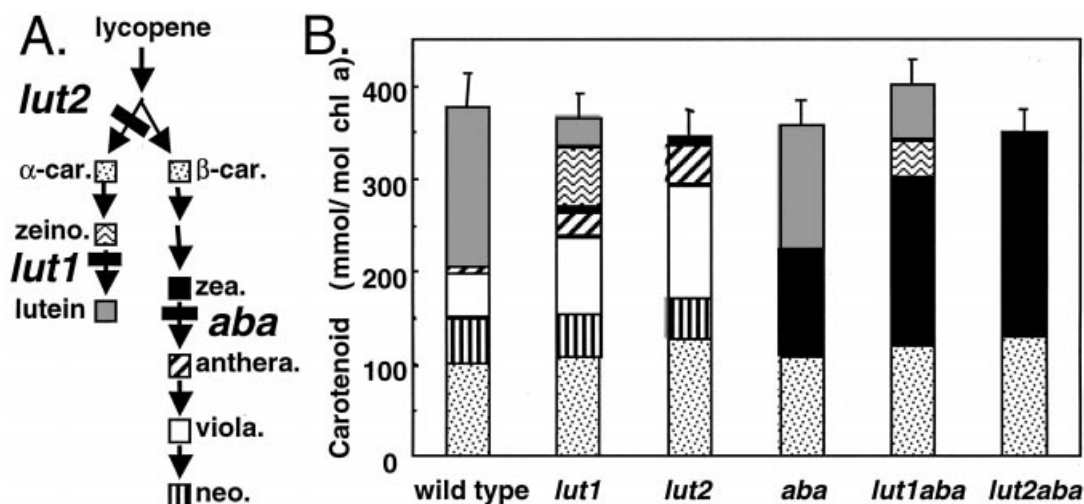 A.
lycopene
lut2
α-car.
β-car.
zeino.
lut1
lutein
zea.
aba
anthera.
viola.
neo.
B.
Carotenoid (mmol/mol chl a)
400
300
200
100
0
wild type lut1 lut2 aba lut1aba lut2aba